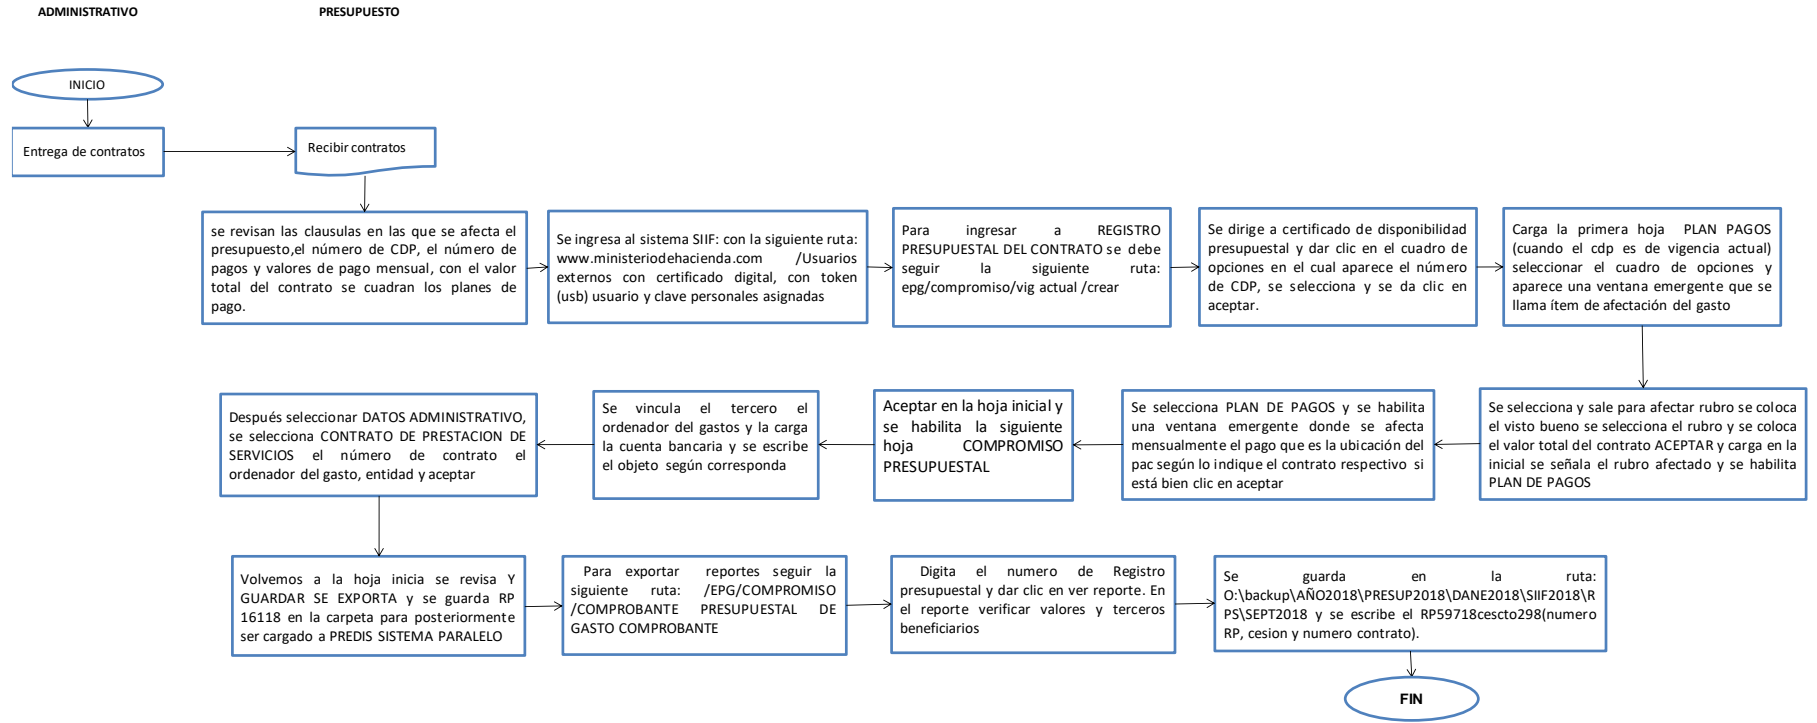 ADMINISTRATIVO
PRESUPUESTO
INICIO
Entrega de contratos
Recibir contratos
se revisan las clausulas en las que se afecta el
presupuesto,el número de CDP, el número de
pagos y valores de pago mensual, con el valor
total del contrato se cuadran los planes de
pago.
Se ingresa al sistema SIIF: con la siguiente ruta:
www.ministeriodehacienda.com /Usuarios
externos con certificado digital, con token
(usb) usuario y clave personales asignadas
Para ingresar a REGISTRO
PRESUPUESTAL DEL CONTRATO se debe
seguir la siguiente ruta:
epg/compromiso/vig actual /crear
Se dirige a certificado de disponibilidad
presupuestal y dar clic en el cuadro de
opciones en el cual aparece el número
de CDP, se selecciona y se da clic en
aceptar.
Carga la primera hoja PLAN PAGOS
(cuando el cdp es de vigencia actual)
seleccionar el cuadro de opciones y
aparece una ventana emergente que se
llama ítem de afectación del gasto
Se selecciona y sale para afectar rubro se coloca
el visto bueno se selecciona el rubro y se coloca
el valor total del contrato ACEPTAR y carga en la
inicial se señala el rubro afectado y se habilita
PLAN DE PAGOS
Se selecciona PLAN DE PAGOS y se habilita
una ventana emergente donde se afecta
mensualmente el pago que es la ubicación del
pac según lo indique el contrato respectivo si
está bien clic en aceptar
Aceptar en la hoja inicial y
se habilita la siguiente
hoja COMPROMISO
PRESUPUESTAL
Se vincula el tercero el
ordenador del gastos y la carga
la cuenta bancaria y se escribe
el objeto según corresponda
Después seleccionar DATOS ADMINISTRATIVO,
se selecciona CONTRATO DE PRESTACION DE
SERVICIOS el número de contrato el
ordenador del gasto, entidad y aceptar
Volvemos a la hoja inicia se revisa Y
GUARDAR SE EXPORTA y se guarda RP
16118 en la carpeta para posteriormente
ser cargado a PREDIS SISTEMA PARALELO
Para exportar reportes seguir la
siguiente ruta: /EPG/COMPROMISO
/COMPROBANTE PRESUPUESTAL DE
GASTO COMPROBANTE
Digita el numero de Registro
presupuestal y dar clic en ver reporte. En
el reporte verificar valores y terceros
beneficiarios
Se guarda en la ruta:
O:\backup\AÑO2018\PRESUP2018\DANE2018\SIIF2018\R
PS\SEPT2018 y se escribe el RP59718cescto298(numero
RP, cesion y numero contrato).
FIN